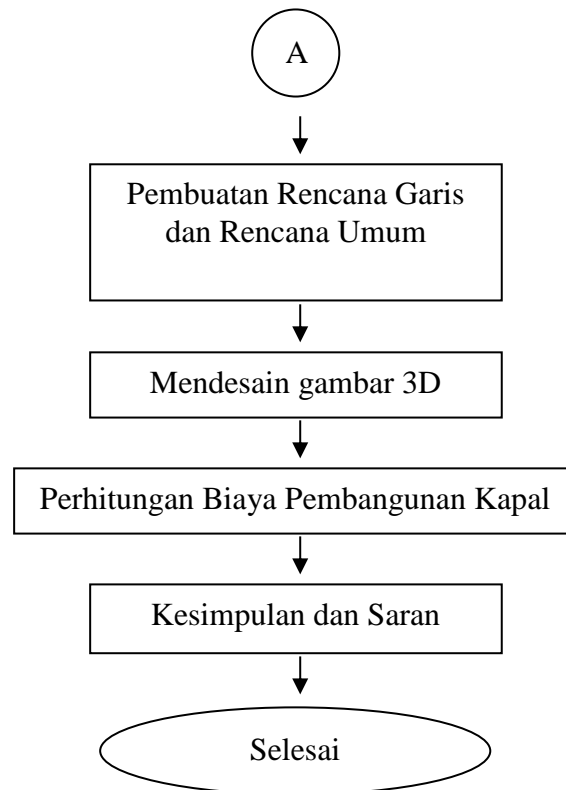 A
Pembuatan Rencana Garis
dan Rencana Umum
Mendesain gambar 3D
Perhitungan Biaya Pembangunan Kapal
Kesimpulan dan Saran
Selesai